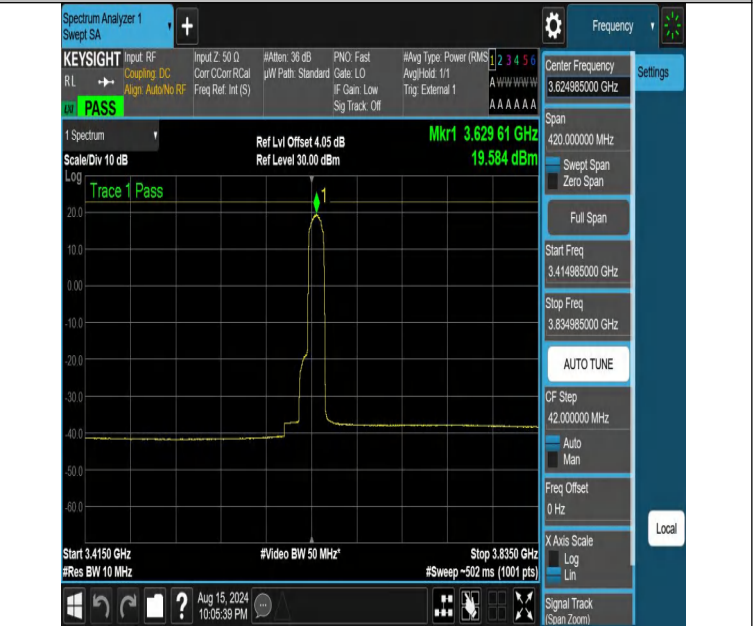 Spectrum Analyzer 1
Swept SA
+
Frequency
KEYSIGHT
RL
PASS
Input: RF
Coupling: DC
Align: Auto/No RF
Input Z: 50 Ω
Corr CCorr RCal
Freq Ref: Int (S)
#Atten: 36 dB
µW Path: Standard
PNO: Fast
Gate: LO
IF Gain: Low
Sig Track: Off
#Avg Type: Power (RMS
Avg|Hold: 1/1
Trig: External 1
1 2 3 4 5 6
A W W W W W
A A A A A A
Center Frequency
3.624985000 GHz
Settings
Span
420.000000 MHz
Swept Span
Zero Span
Full Span
Start Freq
3.414985000 GHz
Stop Freq
3.834985000 GHz
AUTO TUNE
CF Step
42.000000 MHz
Auto
Man
Freq Offset
0 Hz
X Axis Scale
Log
Lin
Signal Track
(Span Zoom)
Local
1 Spectrum
Scale/Div 10 dB
Ref Lvl Offset 4.05 dB
Ref Level 30.00 dBm
Mkr1 3.629 61 GHz
19.584 dBm
Log
Trace 1 Pass
1
20.0
10.0
0.00
-10.0
-20.0
-30.0
-40.0
-50.0
-60.0
Start 3.4150 GHz
#Video BW 50 MHz*
Stop 3.8350 GHz
#Res BW 10 MHz
#Sweep ~502 ms (1001 pts)
?
Aug 15, 2024
10:05:39 PM